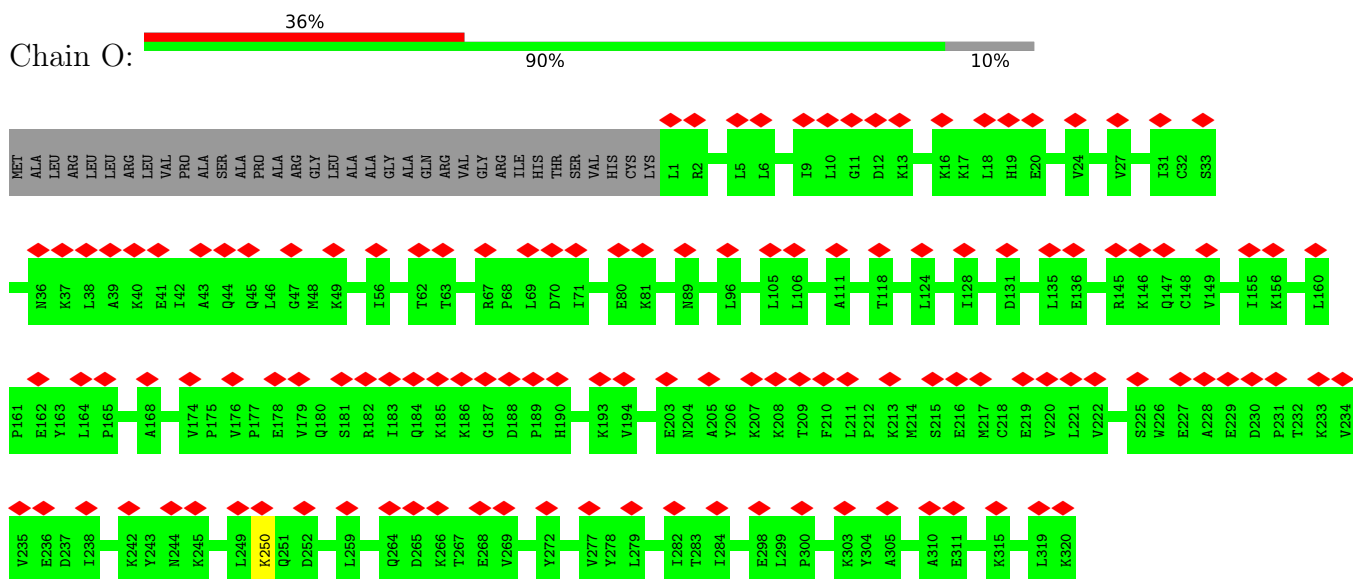 36%
Chain O:
90% 10%
MET ALA LEU ARG LEU LEU ARG LEU VAL PRO ALA SER ALA PRO ALA ARG GLY LEU ALA ALA GLY ALA GLN ARG VAL GLY ARG ILE HIS THR SER VAL HIS CYS LYS L1 R2 L5 L6 I9 L10 G11 D12 K13 K16 K17 L18 H19 E20 V24 V27 I31 C32 S33
N36 K37 L38 A39 K40 E41 I42 A43 Q44 Q45 L46 G47 M48 K49 I56 T62 T63 R67 P68 L69 D70 I71 E80 K81 N89 L96 L105 L106 A111 T118 L124 I128 D131 L135 E136 R145 K146 Q147 C148 V149 I155 K156 L160
P161 E162 Y163 L164 P165 A168 V174 P175 V176 P177 E178 V179 Q180 S181 R182 I183 Q184 K185 K186 G187 D188 P189 H190 K193 V194 E203 N204 A205 Y206 K207 K208 T209 F210 L211 P212 K213 M214 S215 E216 M217 C218 E219 V220 L221 V222 S225 W226 E227 A228 E229 D230 P231 T232 K233 V234
V235 E236 D237 I238 K242 Y243 N244 K245 L249 K250 Q251 D252 L259 Q264 D265 K266 T267 E268 V269 Y272 V277 Y278 L279 I282 T283 I284 E298 L299 P300 K303 Y304 A305 A310 E311 K315 L319 K320